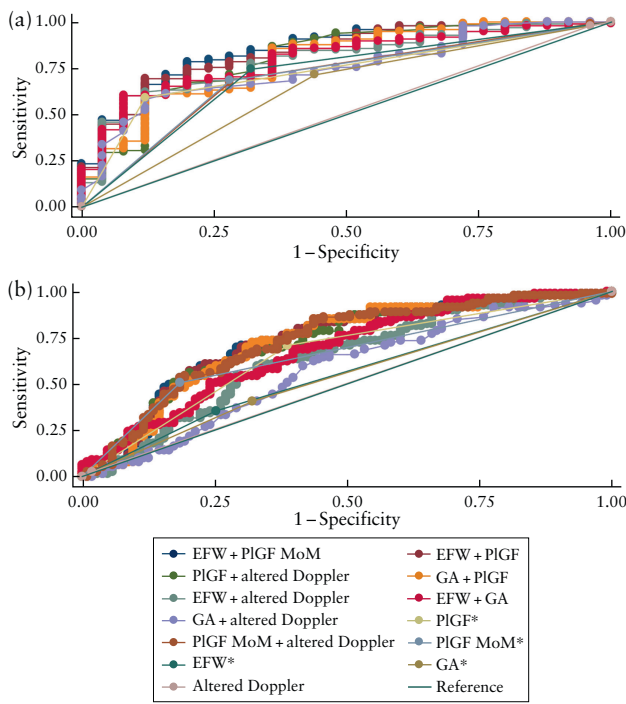 (a)
1.00
0.75
0.50
0.25
0.00
Sensitivity
0.00 0.25 0.50 0.75 1.00
1 – Specificity
(b)
1.00
0.75
0.50
0.25
0.00
Sensitivity
0.00 0.25 0.50 0.75 1.00
1 – Specificity
EFW + PlGF MoM EFW + PlGF
PlGF + altered Doppler GA + PlGF
EFW + altered Doppler EFW + GA
GA + altered Doppler PlGF*
PlGF MoM + altered Doppler PlGF MoM*
EFW* GA*
Altered Doppler Reference